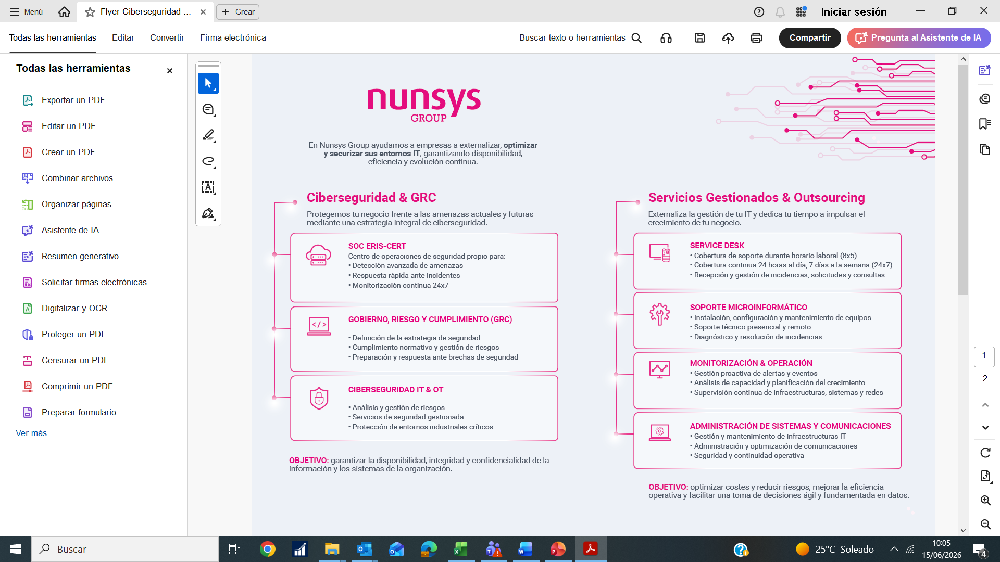 Menú
Flyer Ciberseguridad ...
Crear
Iniciar sesión
Todas las herramientas
Editar
Convertir
Firma electrónica
Buscar texto o herramientas
Compartir
Pregunta al Asistente de IA
Todas las herramientas
Exportar un PDF
Editar un PDF
Crear un PDF
Combinar archivos
Organizar páginas
Asistente de IA
Resumen generativo
Solicitar firmas electrónicas
Digitalizar y OCR
Proteger un PDF
Censurar un PDF
Comprimir un PDF
Preparar formulario
Ver más
nunsys
GROUP
En Nunsys Group ayudamos a empresas a externalizar, optimizar
y securizar sus entornos IT, garantizando disponibilidad,
eficiencia y evolución continua.
Ciberseguridad & GRC
Protegemos tu negocio frente a las amenazas actuales y futuras
mediante una estrategia integral de ciberseguridad.
SOC ERIS-CERT
Centro de operaciones de seguridad propio para:
• Detección avanzada de amenazas
• Respuesta rápida ante incidentes
• Monitorización continua 24x7
GOBIERNO, RIESGO Y CUMPLIMIENTO (GRC)
• Definición de la estrategia de seguridad
• Cumplimiento normativo y gestión de riesgos
• Preparación y respuesta ante brechas de seguridad
CIBERSEGURIDAD IT & OT
• Análisis y gestión de riesgos
• Servicios de seguridad gestionada
• Protección de entornos industriales críticos
OBJETIVO: garantizar la disponibilidad, integridad y confidencialidad de la
información y los sistemas de la organización.
Servicios Gestionados & Outsourcing
Externaliza la gestión de tu IT y dedica tu tiempo a impulsar el
crecimiento de tu negocio.
SERVICE DESK
• Cobertura de soporte durante horario laboral (8x5)
• Cobertura continua 24 horas al día, 7 días a la semana (24x7)
• Recepción y gestión de incidencias, solicitudes y consultas
SOPORTE MICROINFORMÁTICO
• Instalación, configuración y mantenimiento de equipos
• Soporte técnico presencial y remoto
• Diagnóstico y resolución de incidencias
MONITORIZACIÓN & OPERACIÓN
• Gestión proactiva de alertas y eventos
• Análisis de capacidad y planificación del crecimiento
• Supervisión continua de infraestructuras, sistemas y redes
ADMINISTRACIÓN DE SISTEMAS Y COMUNICACIONES
• Gestión y mantenimiento de infraestructuras IT
• Administración y optimización de comunicaciones
• Seguridad y continuidad operativa
OBJETIVO: optimizar costes y reducir riesgos, mejorar la eficiencia
operativa y facilitar una toma de decisiones ágil y fundamentada en datos.
1
2
Buscar
25°C Soleado
10:05
15/06/2026
4